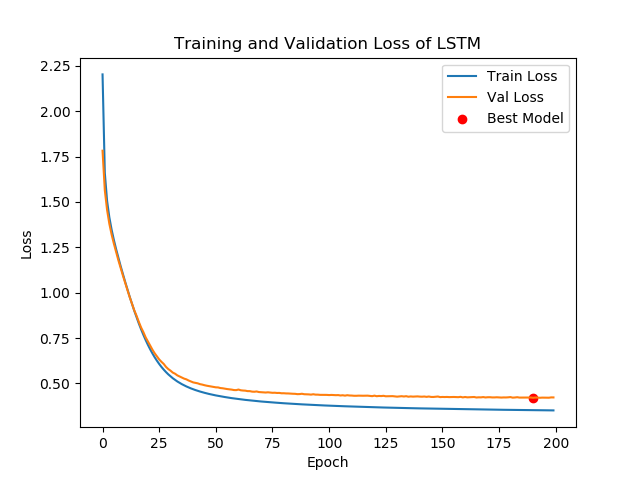 Training and Validation Loss of LSTM
Train Loss
Val Loss
Best Model
Loss
2.25
2.00
1.75
1.50
1.25
1.00
0.75
0.50
0 25 50 75 100 125 150 175 200
Epoch